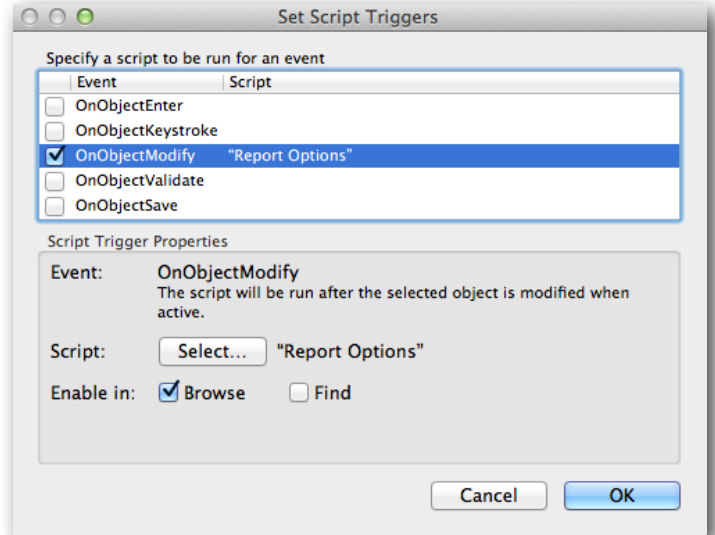 Set Script Triggers
Specify a script to be run for an event
Event Script
OnObjectEnter
OnObjectKeystroke
OnObjectModify “Report Options”
OnObjectValidate
OnObjectSave
Script Trigger Properties
Event: OnObjectModify
The script will be run after the selected object is modified when
active.
Script: Select... “Report Options”
Enable in: Browse Find
Cancel OK